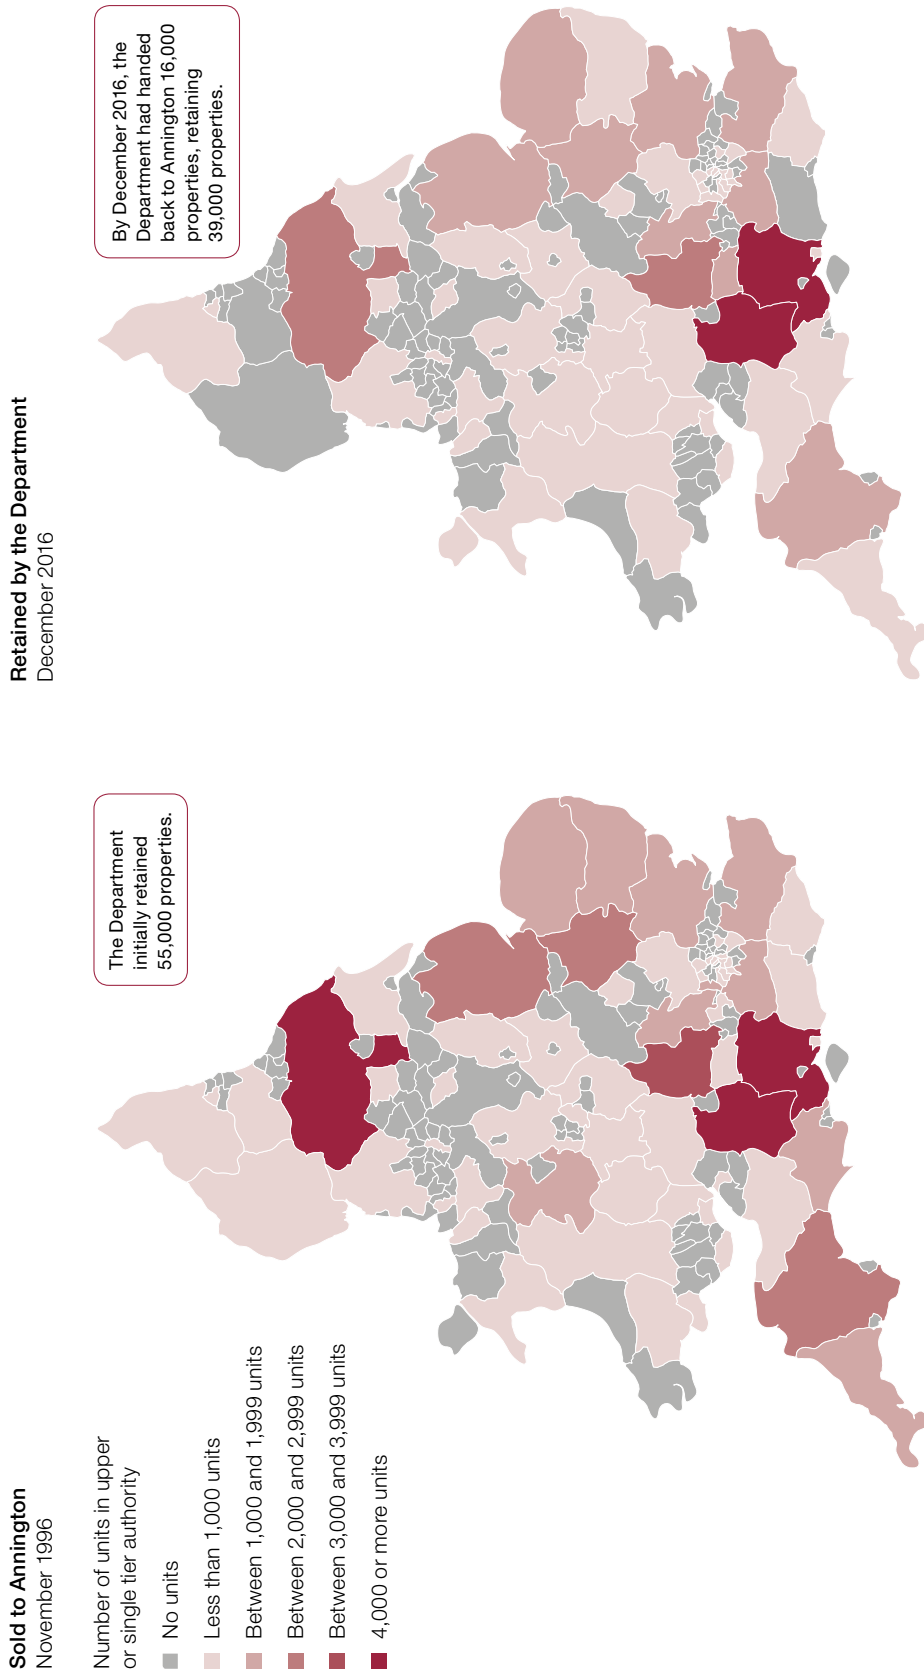 Sold to Annington
November 1996
Number of units in upper
or single tier authority
No units
Less than 1,000 units
Between 1,000 and 1,999 units
Between 2,000 and 2,999 units
Between 3,000 and 3,999 units
4,000 or more units
The Department
initially retained
55,000 properties.
Retained by the Department
December 2016
By December 2016, the
Department had handed
back to Annington 16,000
properties, retaining
39,000 properties.